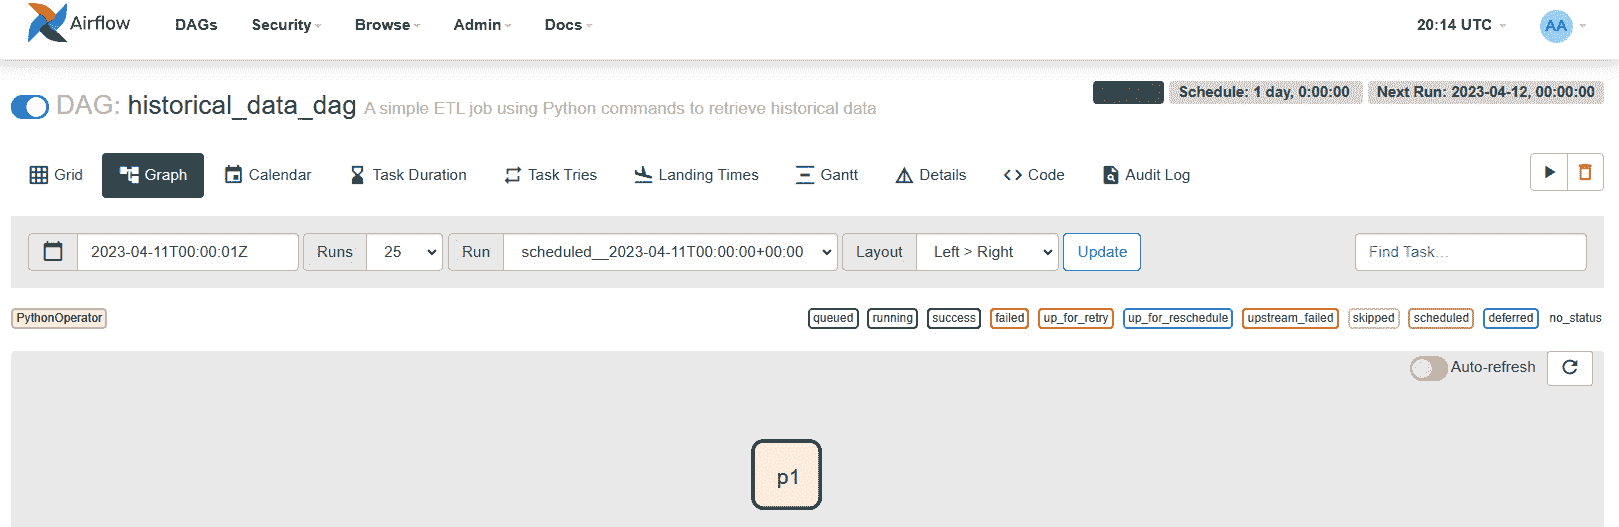 Airflow DAGs Security Browse Admin Docs 20:14 UTC AA
DAG: historical_data_dag A simple ETL job using Python commands to retrieve historical data Schedule: 1 day, 0:00:00 Next Run: 2023-04-12, 00:00:00
Grid Graph Calendar Task Duration Task Tries Landing Times Gantt Details Code Audit Log
2023-04-11T00:00:01Z Runs 25 Run scheduled__2023-04-11T00:00:00+00:00 Layout Left > Right Update Find Task...
PythonOperator queued running success failed up_for_retry up_for_reschedule upstream_failed skipped scheduled deferred no_status
Auto-refresh
p1